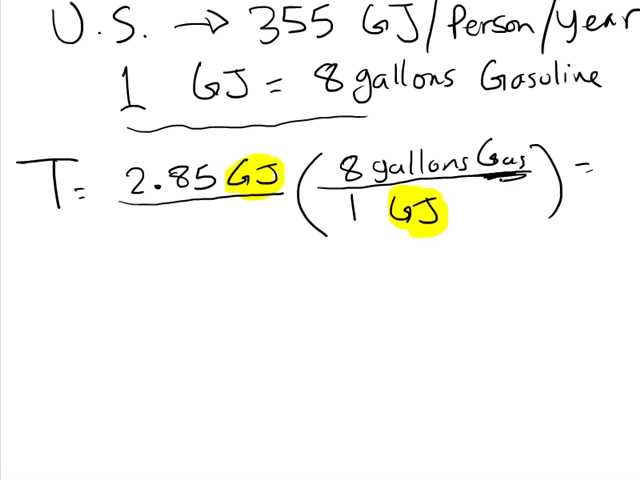 U.S. → 355 GJ/Person/year
1 GJ = 8 gallons Gasoline
T = 2.85 GJ (8 gallons Gas / 1 GJ) =